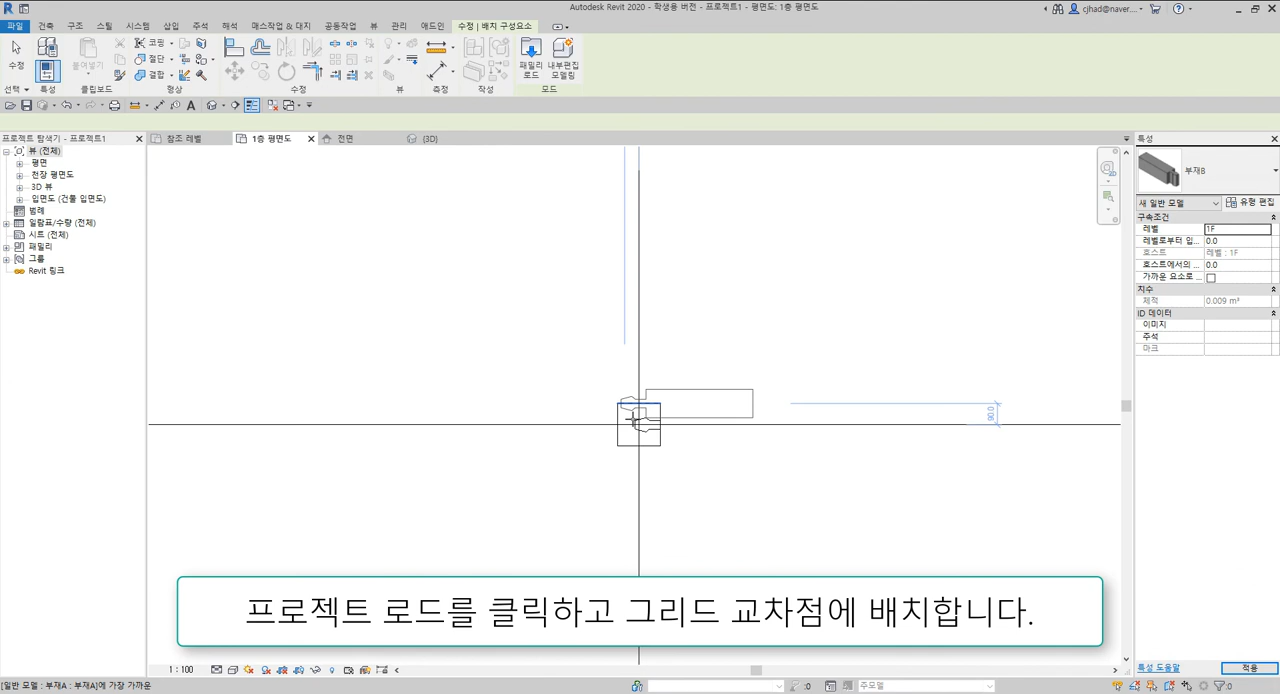 Autodesk Revit 2020 - 학생용 버전 - 프로젝트1 - 평면도: 1층 평면도
cjhad@naver....
파일 건축 구조 스틸 시스템 삽입 주석 해석 매스작업 & 대지 공동작업 뷰 관리 애드인 수정 | 배치 구성요소
코핑
절단
결합
수정
붙여넣기
패밀리 로드
내부편집 모델링
선택 특성 클립보드 형상 수정 뷰 측정 작성 모드
프로젝트 탐색기 - 프로젝트1
참조 레벨
1층 평면도
전면
(3D)
특성
뷰 (전체)
평면
천장 평면도
3D 뷰
입면도 (건물 입면도)
범례
일람표/수량 (전체)
시트 (전체)
패밀리
그룹
Revit 링크
부재B
새 일반 모델
유형 편집
구속조건
레벨 1F
레벨로부터 입... 0.0
호스트 레벨 : 1F
호스트에서의 ... 0.0
가까운 요소로 ...
치수
체적 0.009 m³
ID 데이터
이미지
주석
마크
90.0
프로젝트 로드를 클릭하고 그리드 교차점에 배치합니다.
1 : 100
특성 도움말
적용
[일반 모델 : 부재A : 부재A]에 가장 가까운
:0
주모델
:0